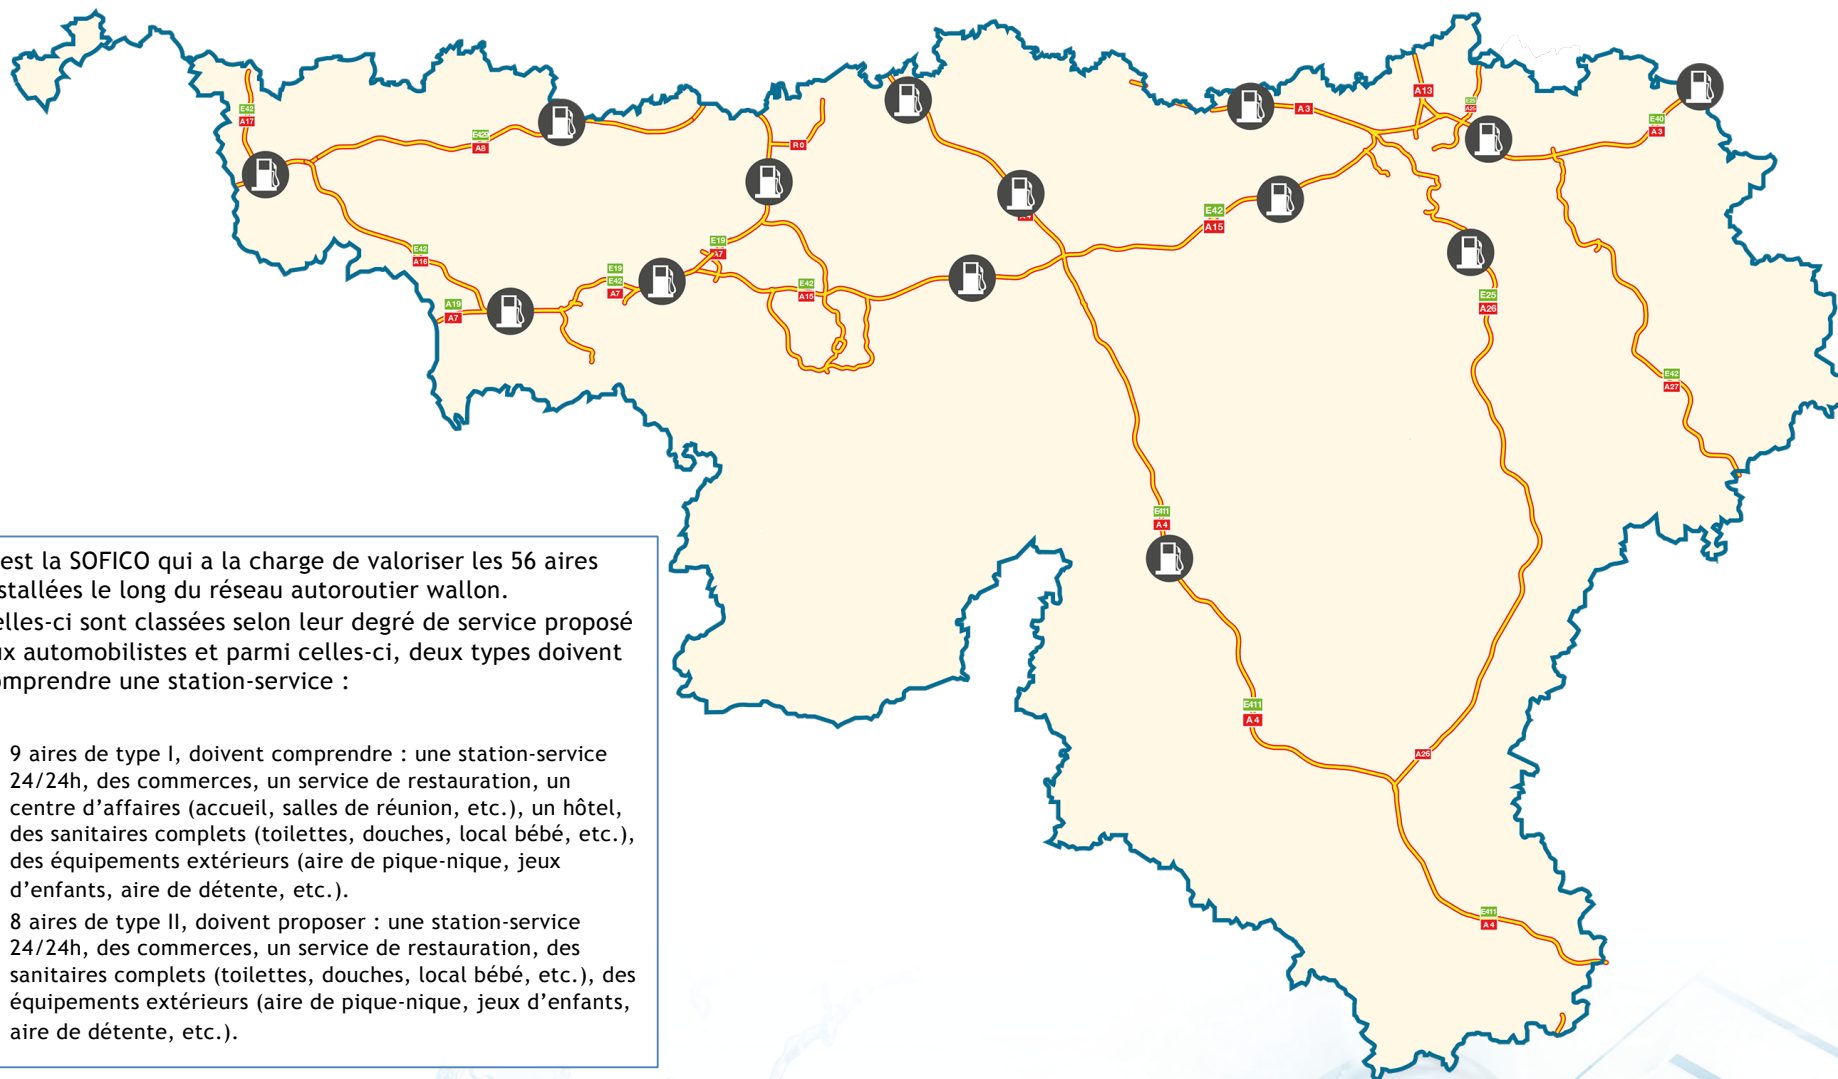 E42
A17
E429
A8
R0
A3
A13
E25
A25
E40
A3
E42
A16
E19
A7
E19
E42
A7
E42
A15
A19
A7
E42
A15
E25
A26
E42
A27
E411
A4
E411
A4
A26
E411
A4
est la SOFICO qui a la charge de valoriser les 56 aires
stallées le long du réseau autoroutier wallon.
elles-ci sont classées selon leur degré de service proposé
ux automobilistes et parmi celles-ci, deux types doivent
omprendre une station-service :
9 aires de type I, doivent comprendre : une station-service
24/24h, des commerces, un service de restauration, un
centre d’affaires (accueil, salles de réunion, etc.), un hôtel,
des sanitaires complets (toilettes, douches, local bébé, etc.),
des équipements extérieurs (aire de pique-nique, jeux
d’enfants, aire de détente, etc.).
8 aires de type II, doivent proposer : une station-service
24/24h, des commerces, un service de restauration, des
sanitaires complets (toilettes, douches, local bébé, etc.), des
équipements extérieurs (aire de pique-nique, jeux d’enfants,
aire de détente, etc.).